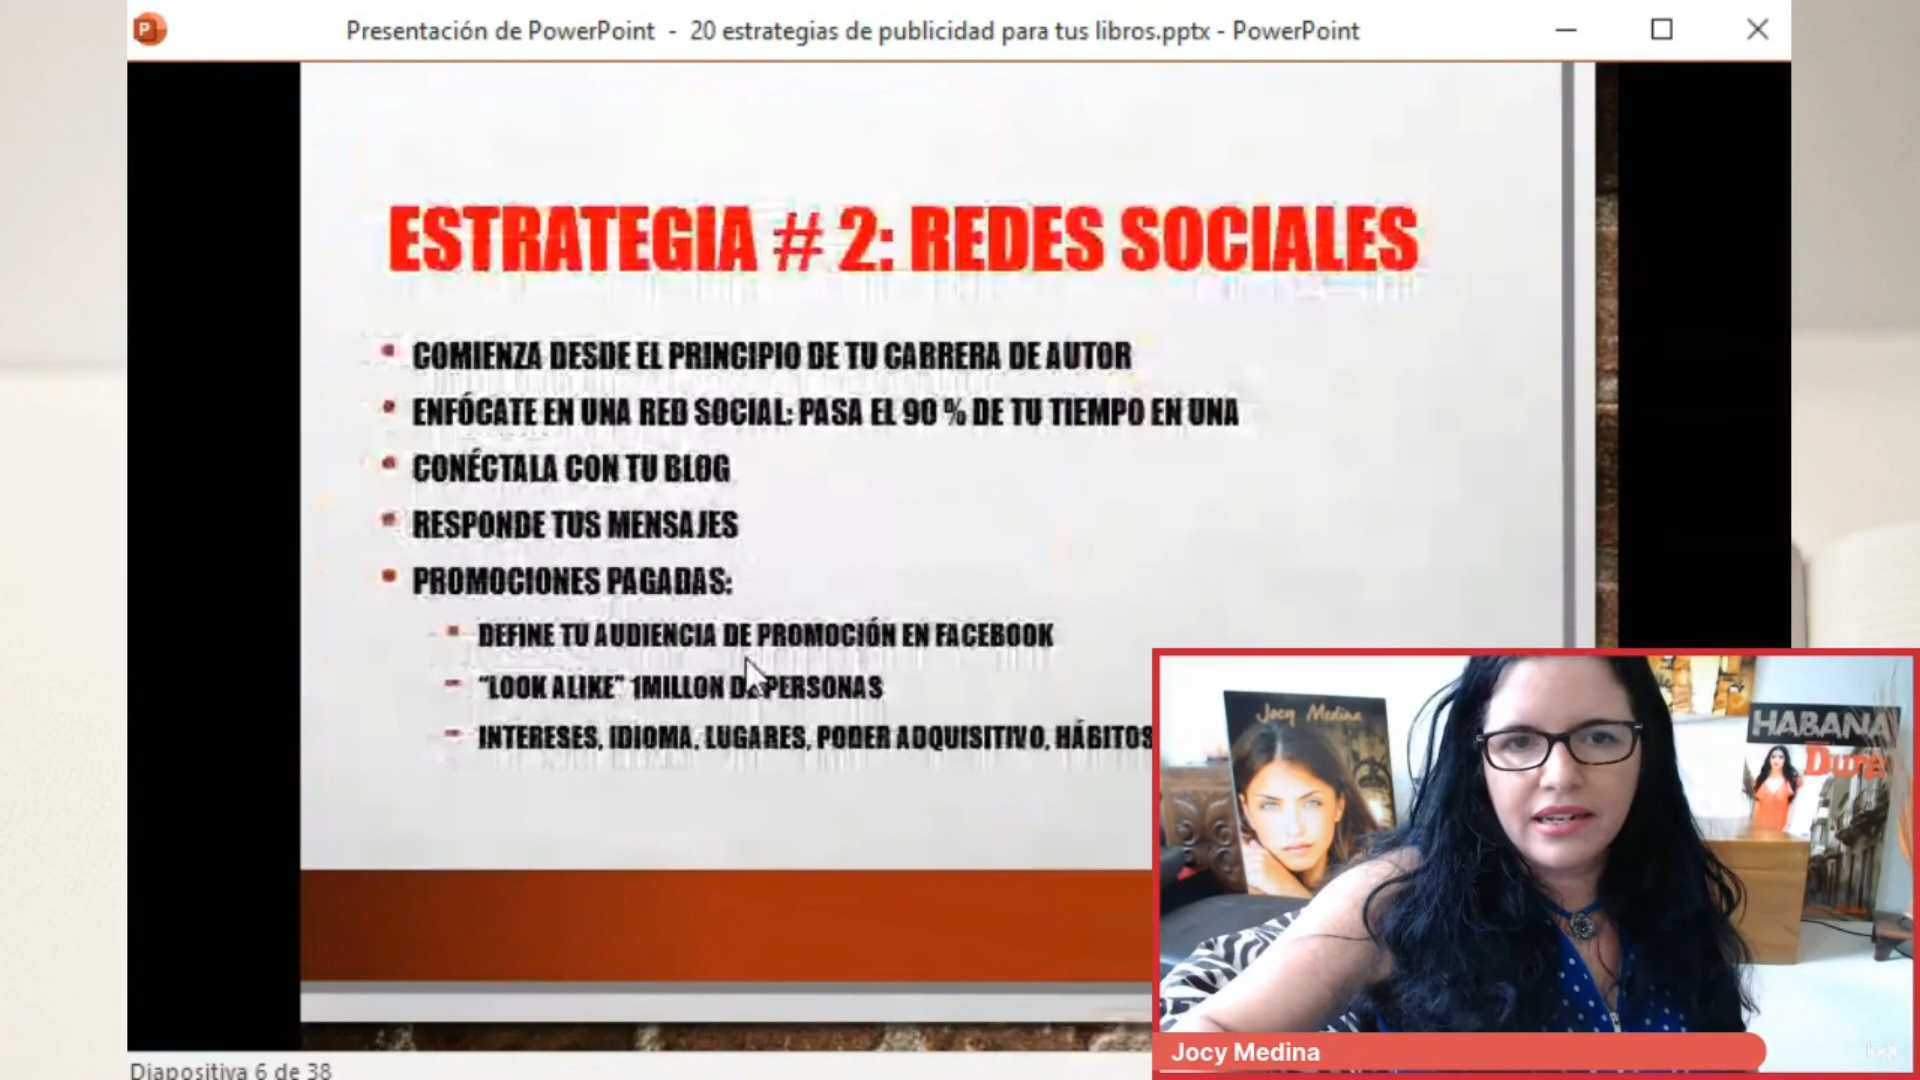 Presentación de PowerPoint - 20 estrategias de publicidad para tus libros.pptx - PowerPoint
ESTRATEGIA # 2: REDES SOCIALES
COMIENZA DESDE EL PRINCIPIO DE TU CARRERA DE AUTOR
ENFÓCATE EN UNA RED SOCIAL: PASA EL 90 % DE TU TIEMPO EN UNA
CONÉCTALA CON TU BLOG
RESPONDE TUS MENSAJES
PROMOCIONES PAGADAS:
DEFINE TU AUDIENCIA DE PROMOCIÓN EN FACEBOOK
"LOOK ALIKE" 1MILLON DE PERSONAS
INTERESES, IDIOMA, LUGARES, PODER ADQUISITIVO, HÁBITOS
Jocy Medina
HABANA
Dura
Jocy Medina
Diapositiva 6 de 38